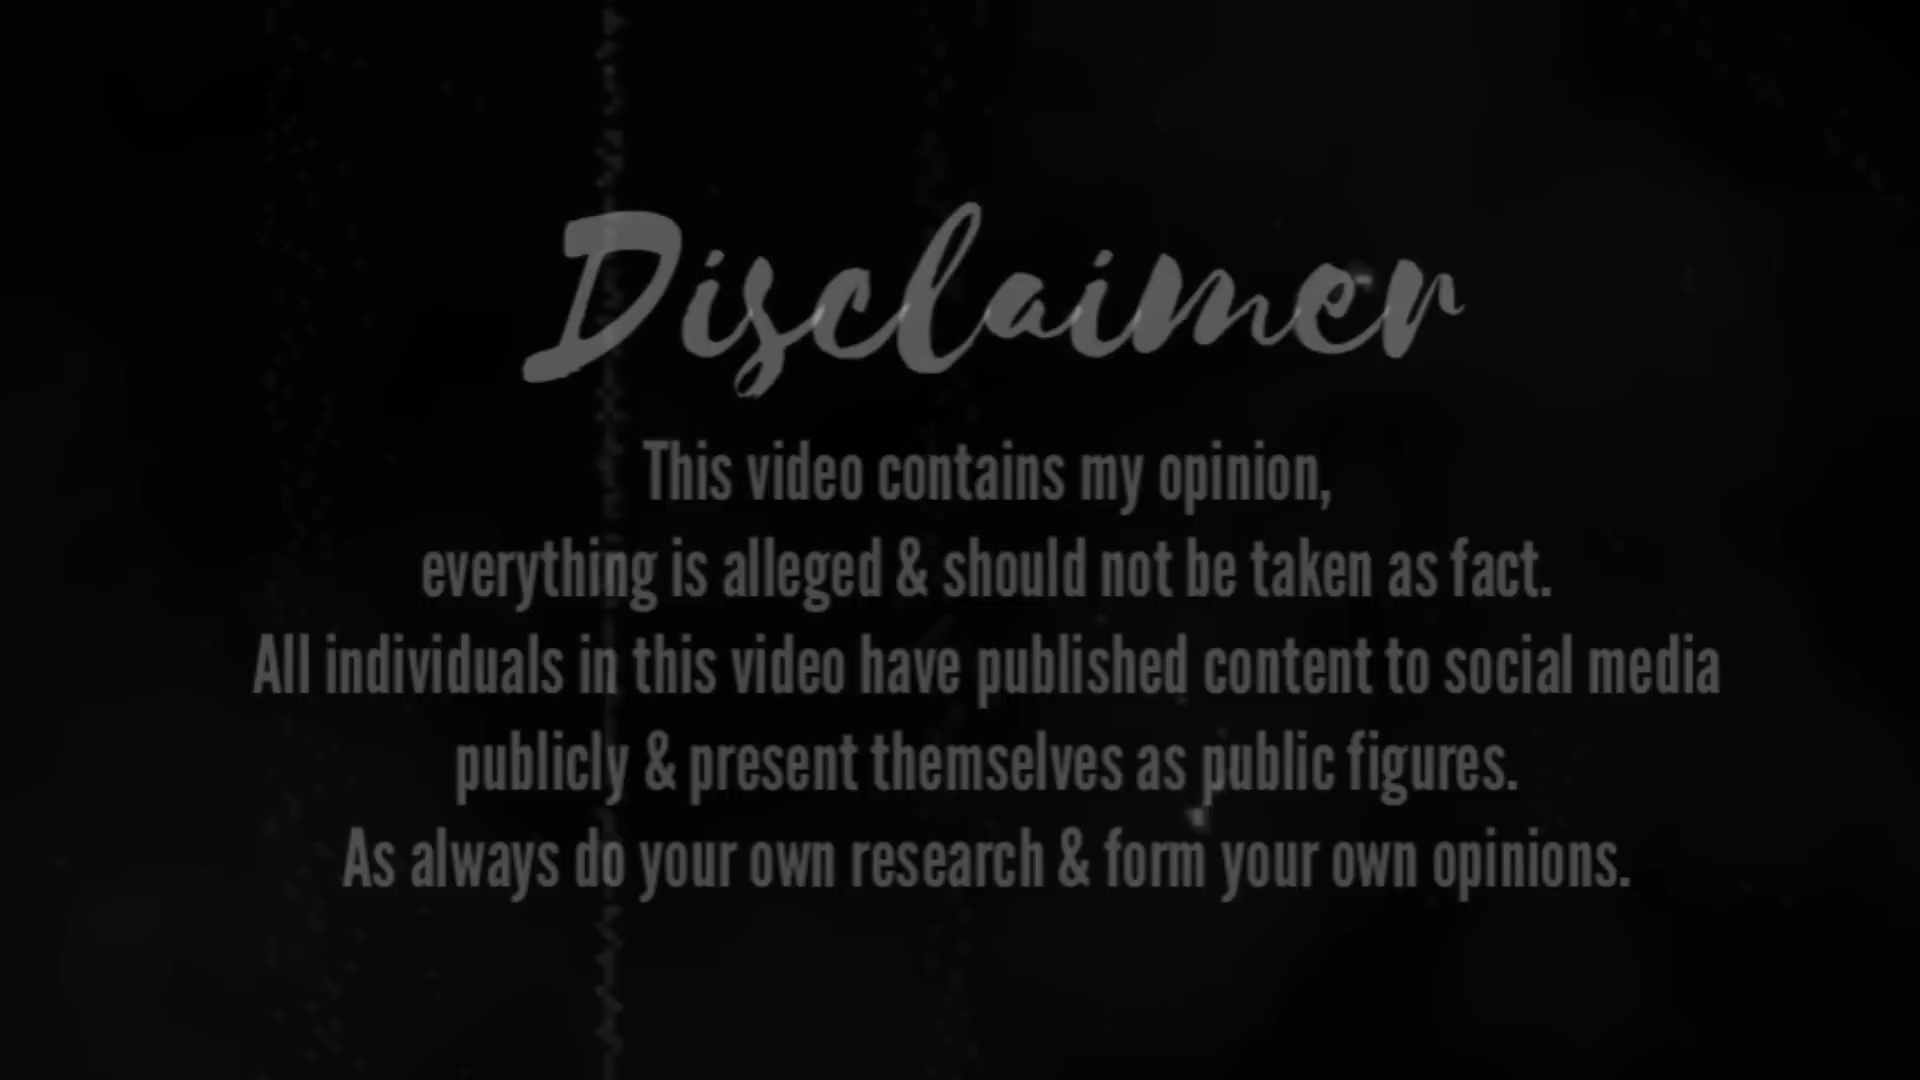 Disclaimer
This video contains my opinion,
everything is alleged & should not be taken as fact.
All individuals in this video have published content to social media
publicly & present themselves as public figures.
As always do your own research & form your own opinions.